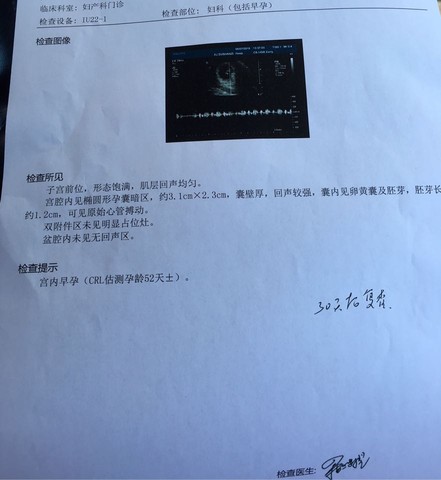 临床科室: 妇产科门诊
检查部位: 妇科（包括早孕）
检查设备: IU22-1
检查图像
检查所见
子宫前位，形态饱满，肌层回声均匀。
宫腔内见椭圆形孕囊暗区，约3.1cm×2.3cm，囊壁厚，回声较强，囊内见卵黄囊及胚芽，胚芽长
约1.2cm，可见原始心管搏动。
双附件区未见明显占位灶。
盆腔内未见无回声区。
检查提示
宫内早孕（CRL估测孕龄52天±）。
30天后复查
检查医生: